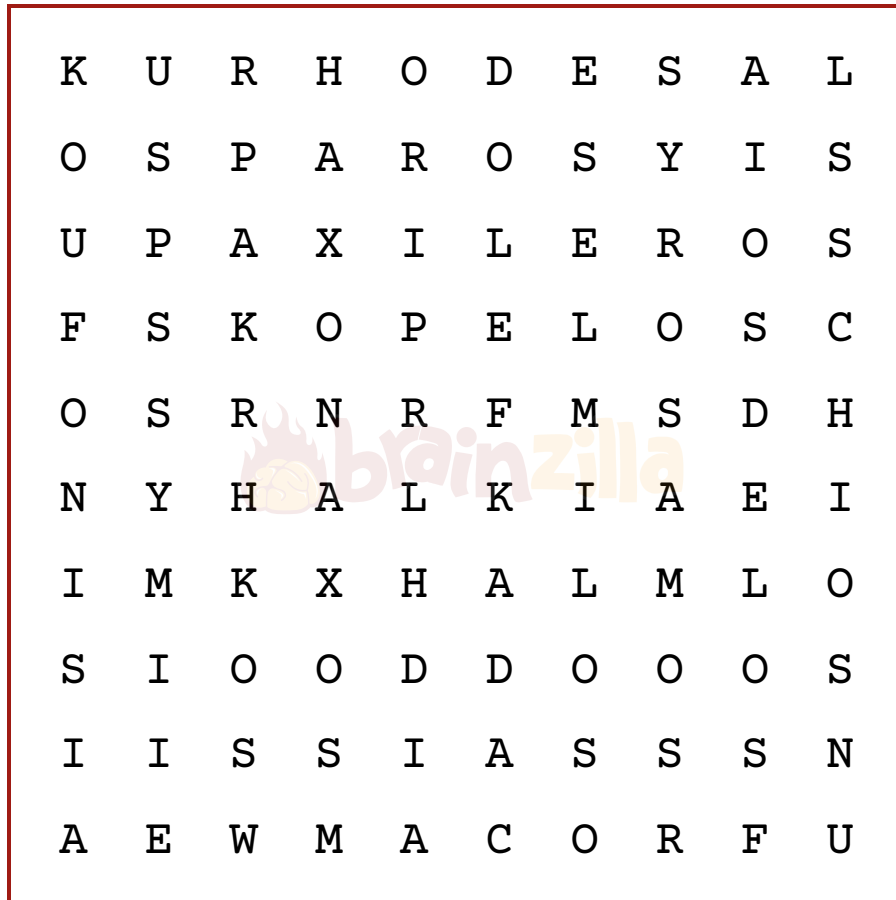 K U R H O D E S A L
O S P A R O S Y I S
U P A X I L E R O S
F S K O P E L O S C
O S R N R F M S D H
N Y H A L K I A E I
I M K X H A L M L O
S I O O D D O O O S
I I S S I A S S S N
A E W M A C O R F U
brainzilla